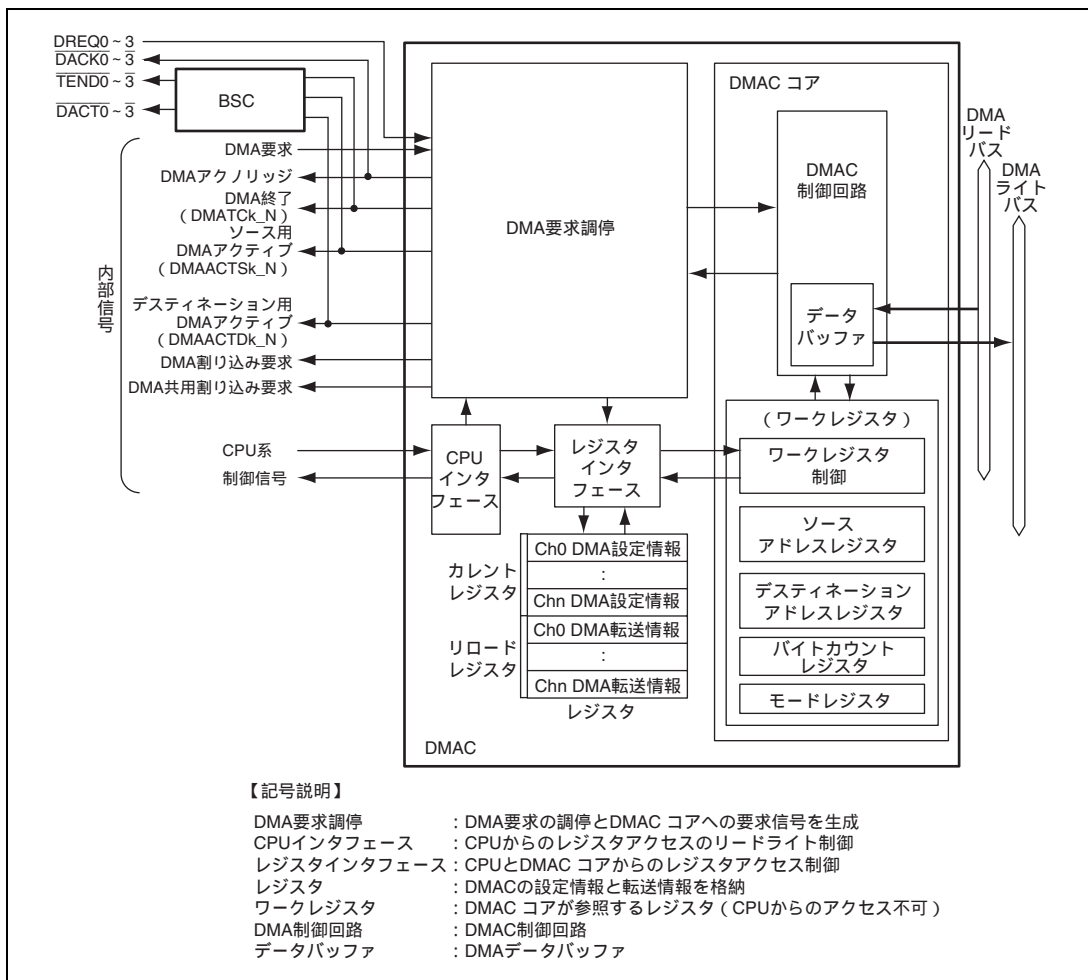 DREQ0~3
DACK0~3
TEND0~3
DACT0~3
BSC
内部信号
DMA要求
DMAアクノリッジ
DMA終了
(DMATCk_N)
ソース用
DMAアクティブ
(DMAACTSk_N)
デスティネーション用
DMAアクティブ
(DMAACTDk_N)
DMA割り込み要求
DMA共用割り込み要求
CPU系
制御信号
DMA要求調停
CPU
インタ
フェース
レジスタ
インタ
フェース
カレント
レジスタ
リロード
レジスタ
Ch0 DMA設定情報
:
Chn DMA設定情報
Ch0 DMA転送情報
:
Chn DMA転送情報
レジスタ
DMAC
DMAC コア
DMAC
制御回路
データ
バッファ
(ワークレジスタ)
ワークレジスタ
制御
ソース
アドレスレジスタ
デスティネーション
アドレスレジスタ
バイトカウント
レジスタ
モードレジスタ
DMA
リード
バス
DMA
ライト
バス
【記号説明】
DMA要求調停 : DMA要求の調停とDMAC コアへの要求信号を生成
CPUインタフェース : CPUからのレジスタアクセスのリードライト制御
レジスタインタフェース : CPUとDMAC コアからのレジスタアクセス制御
レジスタ : DMACの設定情報と転送情報を格納
ワークレジスタ : DMAC コアが参照するレジスタ(CPUからのアクセス不可)
DMA制御回路 : DMAC制御回路
データバッファ : DMAデータバッファ